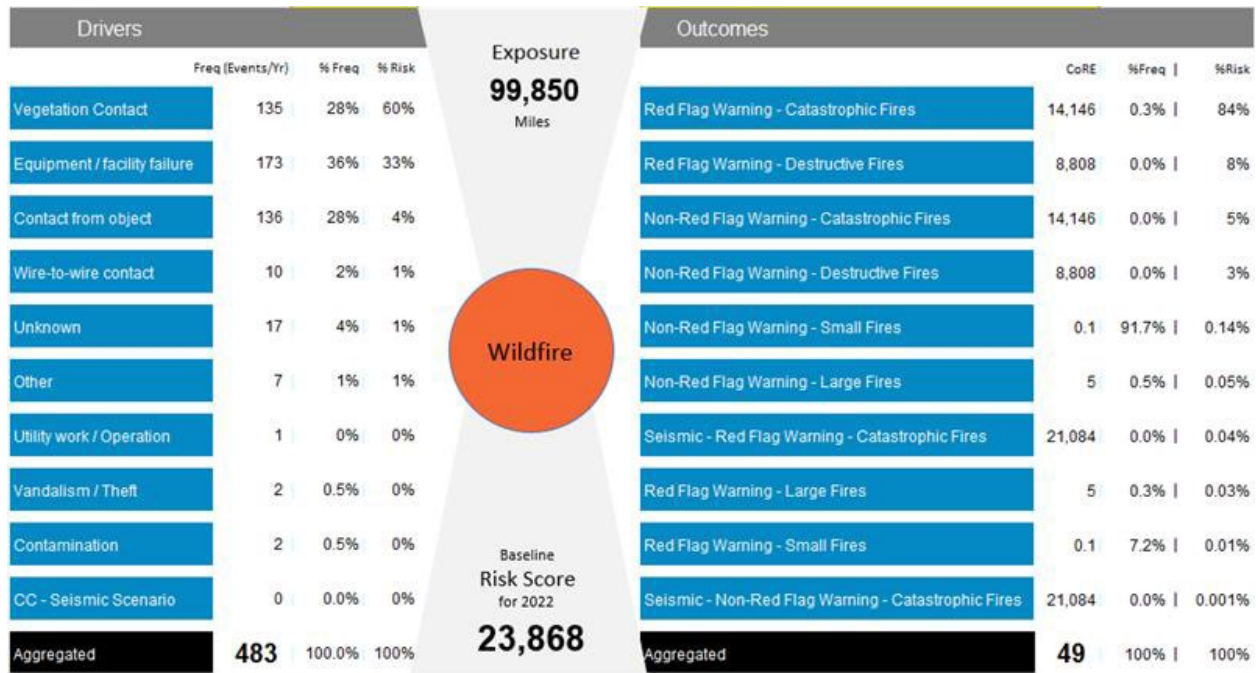 Drivers
Freq (Events/Yr) % Freq % Risk
Vegetation Contact 135 28% 60%
Equipment / facility failure 173 36% 33%
Contact from object 136 28% 4%
Wire-to-wire contact 10 2% 1%
Unknown 17 4% 1%
Other 7 1% 1%
Utility work / Operation 1 0% 0%
Vandalism / Theft 2 0.5% 0%
Contamination 2 0.5% 0%
CC - Seismic Scenario 0 0.0% 0%
Aggregated 483 100.0% 100%
Exposure
99,850
Miles
Wildfire
Baseline
Risk Score
for 2022
23,868
Outcomes
CoRE %Freq | %Risk
Red Flag Warning - Catastrophic Fires 14,146 0.3% | 84%
Red Flag Warning - Destructive Fires 8,808 0.0% | 8%
Non-Red Flag Warning - Catastrophic Fires 14,146 0.0% | 5%
Non-Red Flag Warning - Destructive Fires 8,808 0.0% | 3%
Non-Red Flag Warning - Small Fires 0.1 91.7% | 0.14%
Non-Red Flag Warning - Large Fires 5 0.5% | 0.05%
Seismic - Red Flag Warning - Catastrophic Fires 21,084 0.0% | 0.04%
Red Flag Warning - Large Fires 5 0.3% | 0.03%
Red Flag Warning - Small Fires 0.1 7.2% | 0.01%
Seismic - Non-Red Flag Warning - Catastrophic Fires 21,084 0.0% | 0.001%
Aggregated 49 100% | 100%